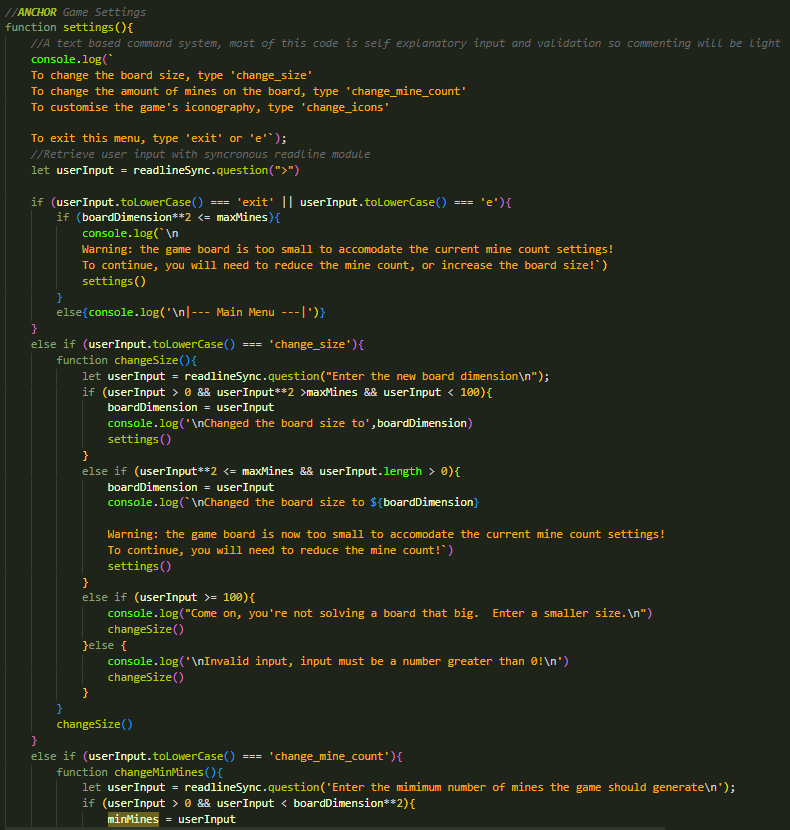 //ANCHOR Game Settings
function settings(){
    //A text based command system, most of this code is self explanatory input and validation so commenting will be light
    console.log(`
    To change the board size, type 'change_size'
    To change the amount of mines on the board, type 'change_mine_count'
    To customise the game's iconography, type 'change_icons'

    To exit this menu, type 'exit' or 'e'`);
    //Retrieve user input with syncronous readline module
    let userInput = readlineSync.question(">")

    if (userInput.toLowerCase() === 'exit' || userInput.toLowerCase() === 'e'){
        if (boardDimension**2 <= maxMines){
            console.log(`\n
            Warning: the game board is too small to accomodate the current mine count settings!
            To continue, you will need to reduce the mine count, or increase the board size!`)
            settings()
        }
        else{console.log('\n|--- Main Menu ---|')}
    }
    else if (userInput.toLowerCase() === 'change_size'){
        function changeSize(){
            let userInput = readlineSync.question("Enter the new board dimension\n");
            if (userInput > 0 && userInput**2 >maxMines && userInput < 100){
                boardDimension = userInput
                console.log('\nChanged the board size to',boardDimension)
                settings()
            }
            else if (userInput**2 <= maxMines && userInput.length > 0){
                boardDimension = userInput
                console.log(`\nChanged the board size to ${boardDimension}

                Warning: the game board is now too small to accomodate the current mine count settings!
                To continue, you will need to reduce the mine count!`)
                settings()
            }
            else if (userInput >= 100){
                console.log("Come on, you're not solving a board that big.  Enter a smaller size.\n")
                changeSize()
            }else {
                console.log('\nInvalid input, input must be a number greater than 0!\n')
                changeSize()
            }
        }
        changeSize()
    }
    else if (userInput.toLowerCase() === 'change_mine_count'){
        function changeMinMines(){
            let userInput = readlineSync.question('Enter the mimimum number of mines the game should generate\n');
            if (userInput > 0 && userInput < boardDimension**2){
                minMines = userInput